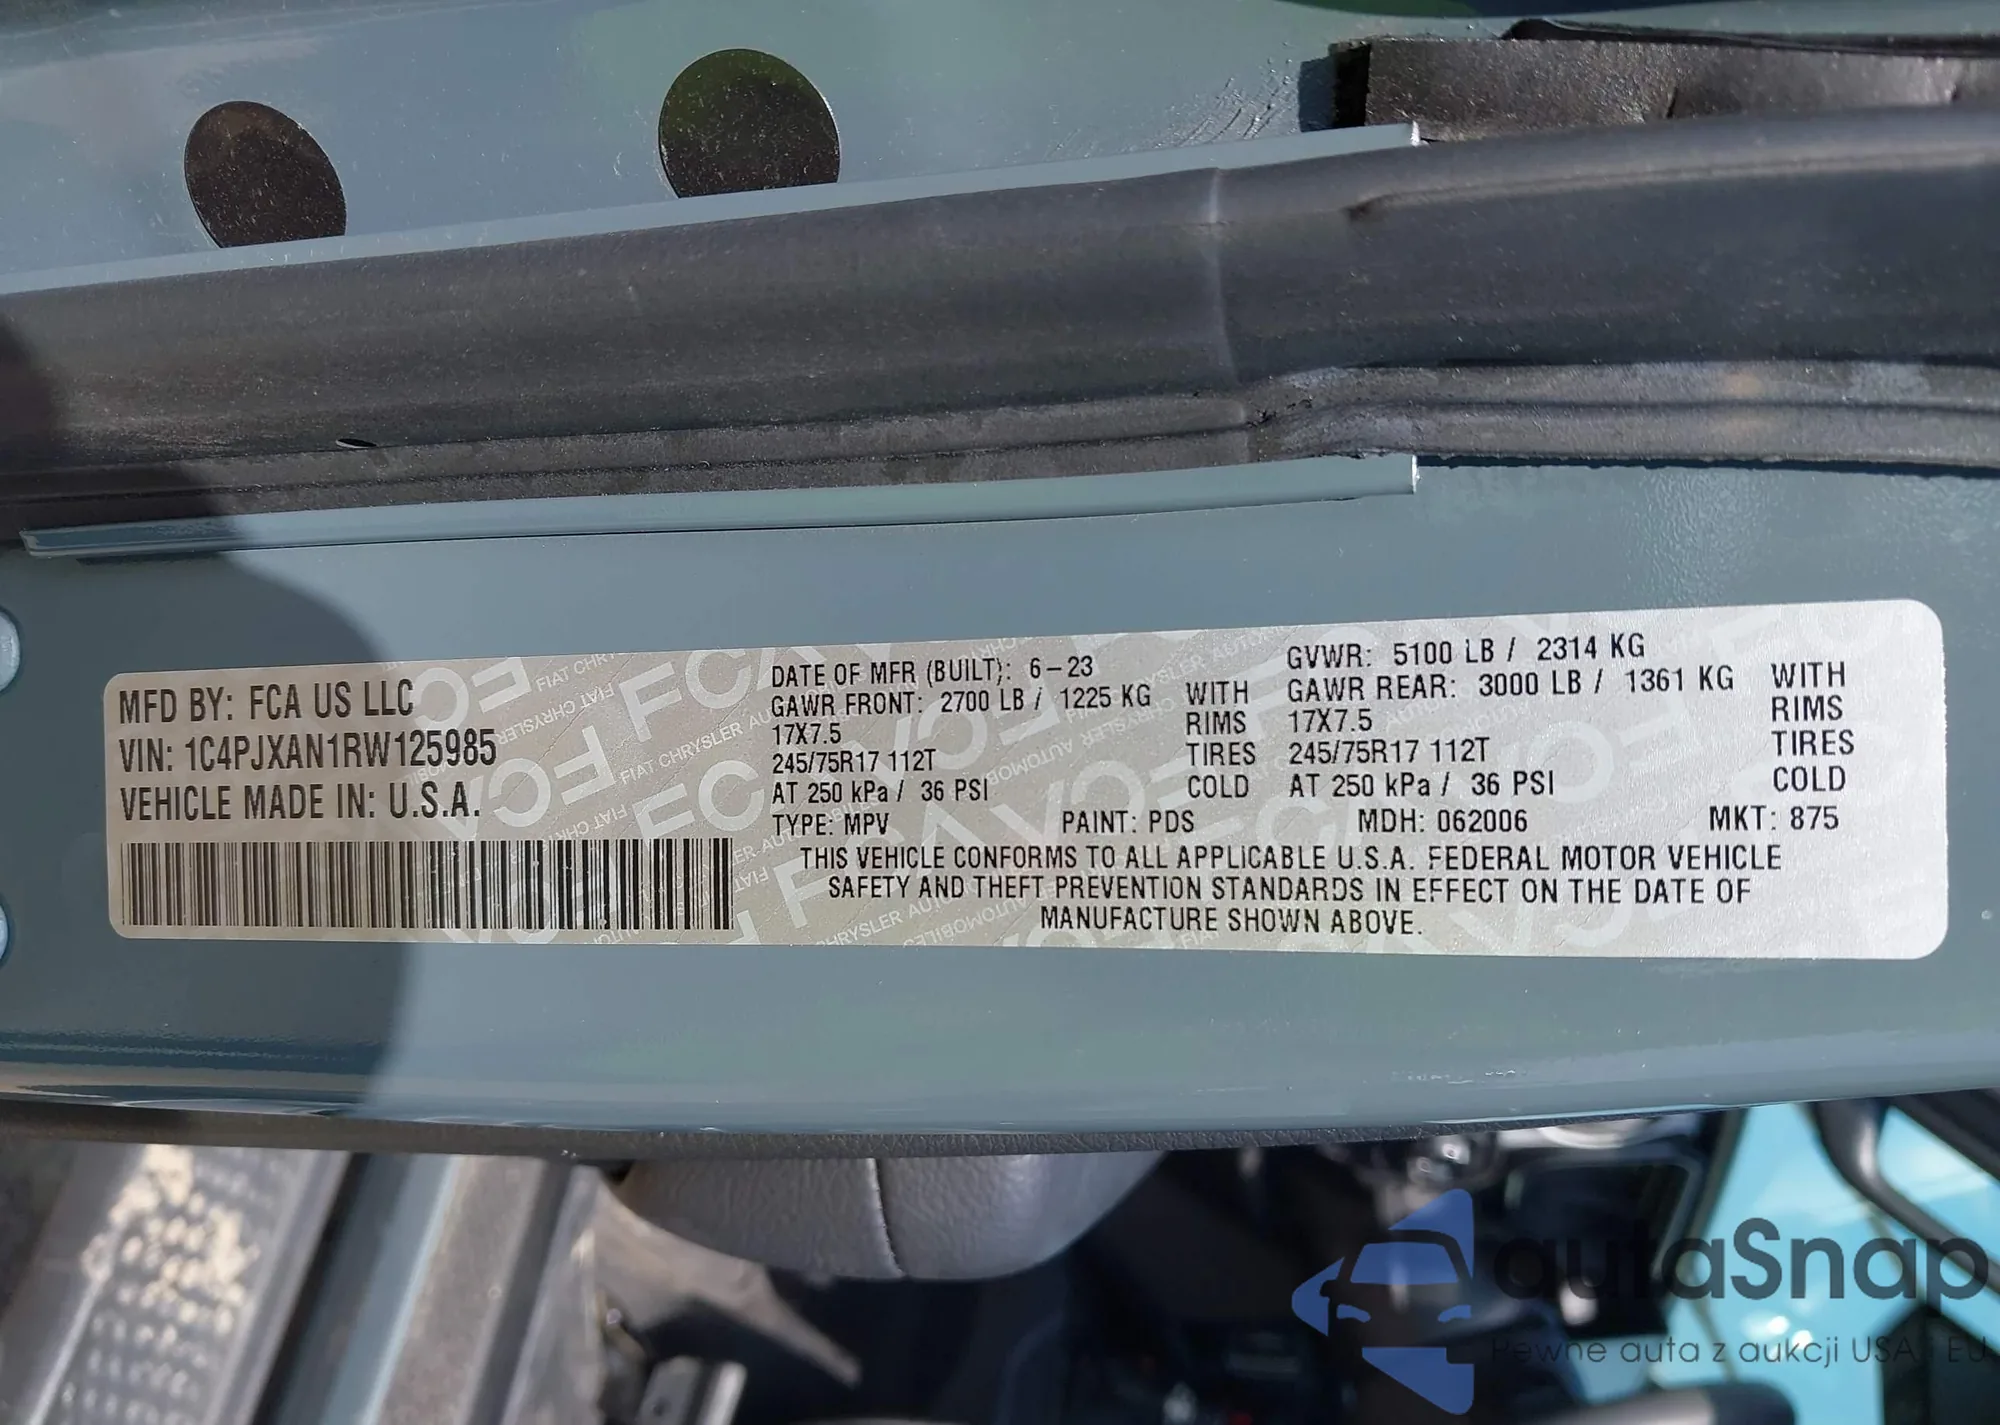 MFD BY: FCA US LLC
VIN: 1C4PJXAN1RW125985
VEHICLE MADE IN: U.S.A.
DATE OF MFR (BUILT): 6-23
GAWR FRONT: 2700 LB / 1225 KG WITH
17X7.5 RIMS
245/75R17 112T TIRES
AT 250 kPa / 36 PSI COLD
GVWR: 5100 LB / 2314 KG
GAWR REAR: 3000 LB / 1361 KG WITH
17X7.5 RIMS
245/75R17 112T TIRES
AT 250 kPa / 36 PSI COLD
TYPE: MPV PAINT: PDS MDH: 062006 MKT: 875
THIS VEHICLE CONFORMS TO ALL APPLICABLE U.S.A. FEDERAL MOTOR VEHICLE
SAFETY AND THEFT PREVENTION STANDARDS IN EFFECT ON THE DATE OF
MANUFACTURE SHOWN ABOVE.
autaSnap
Pewne auta z aukcji USA EU